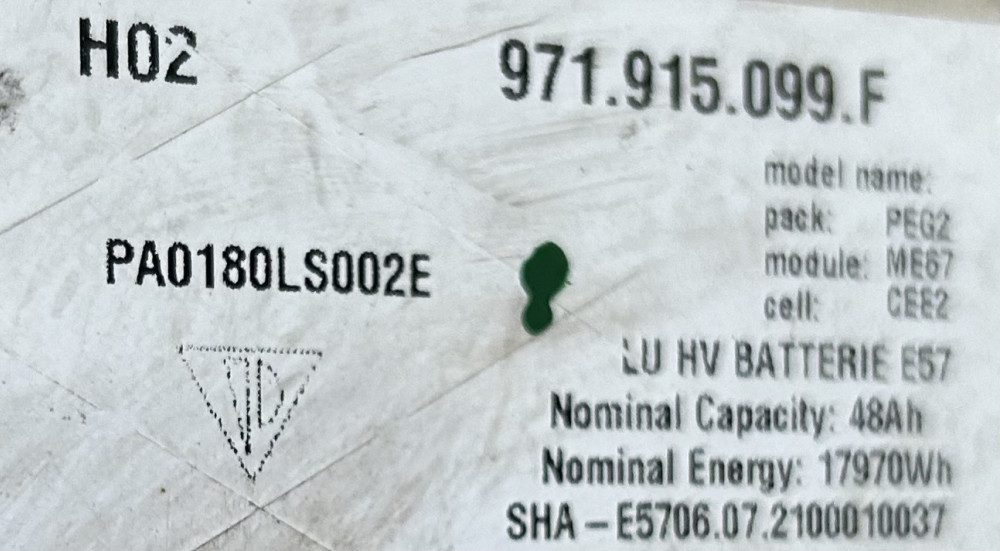 H02
971.915.099.F
model name:
pack: PEG2
module: ME67
cell: CEE2
PA0180LS002E
LU HV BATTERIE E57
Nominal Capacity: 48Ah
Nominal Energy: 17970Wh
SHA – E5706.07.2100010037